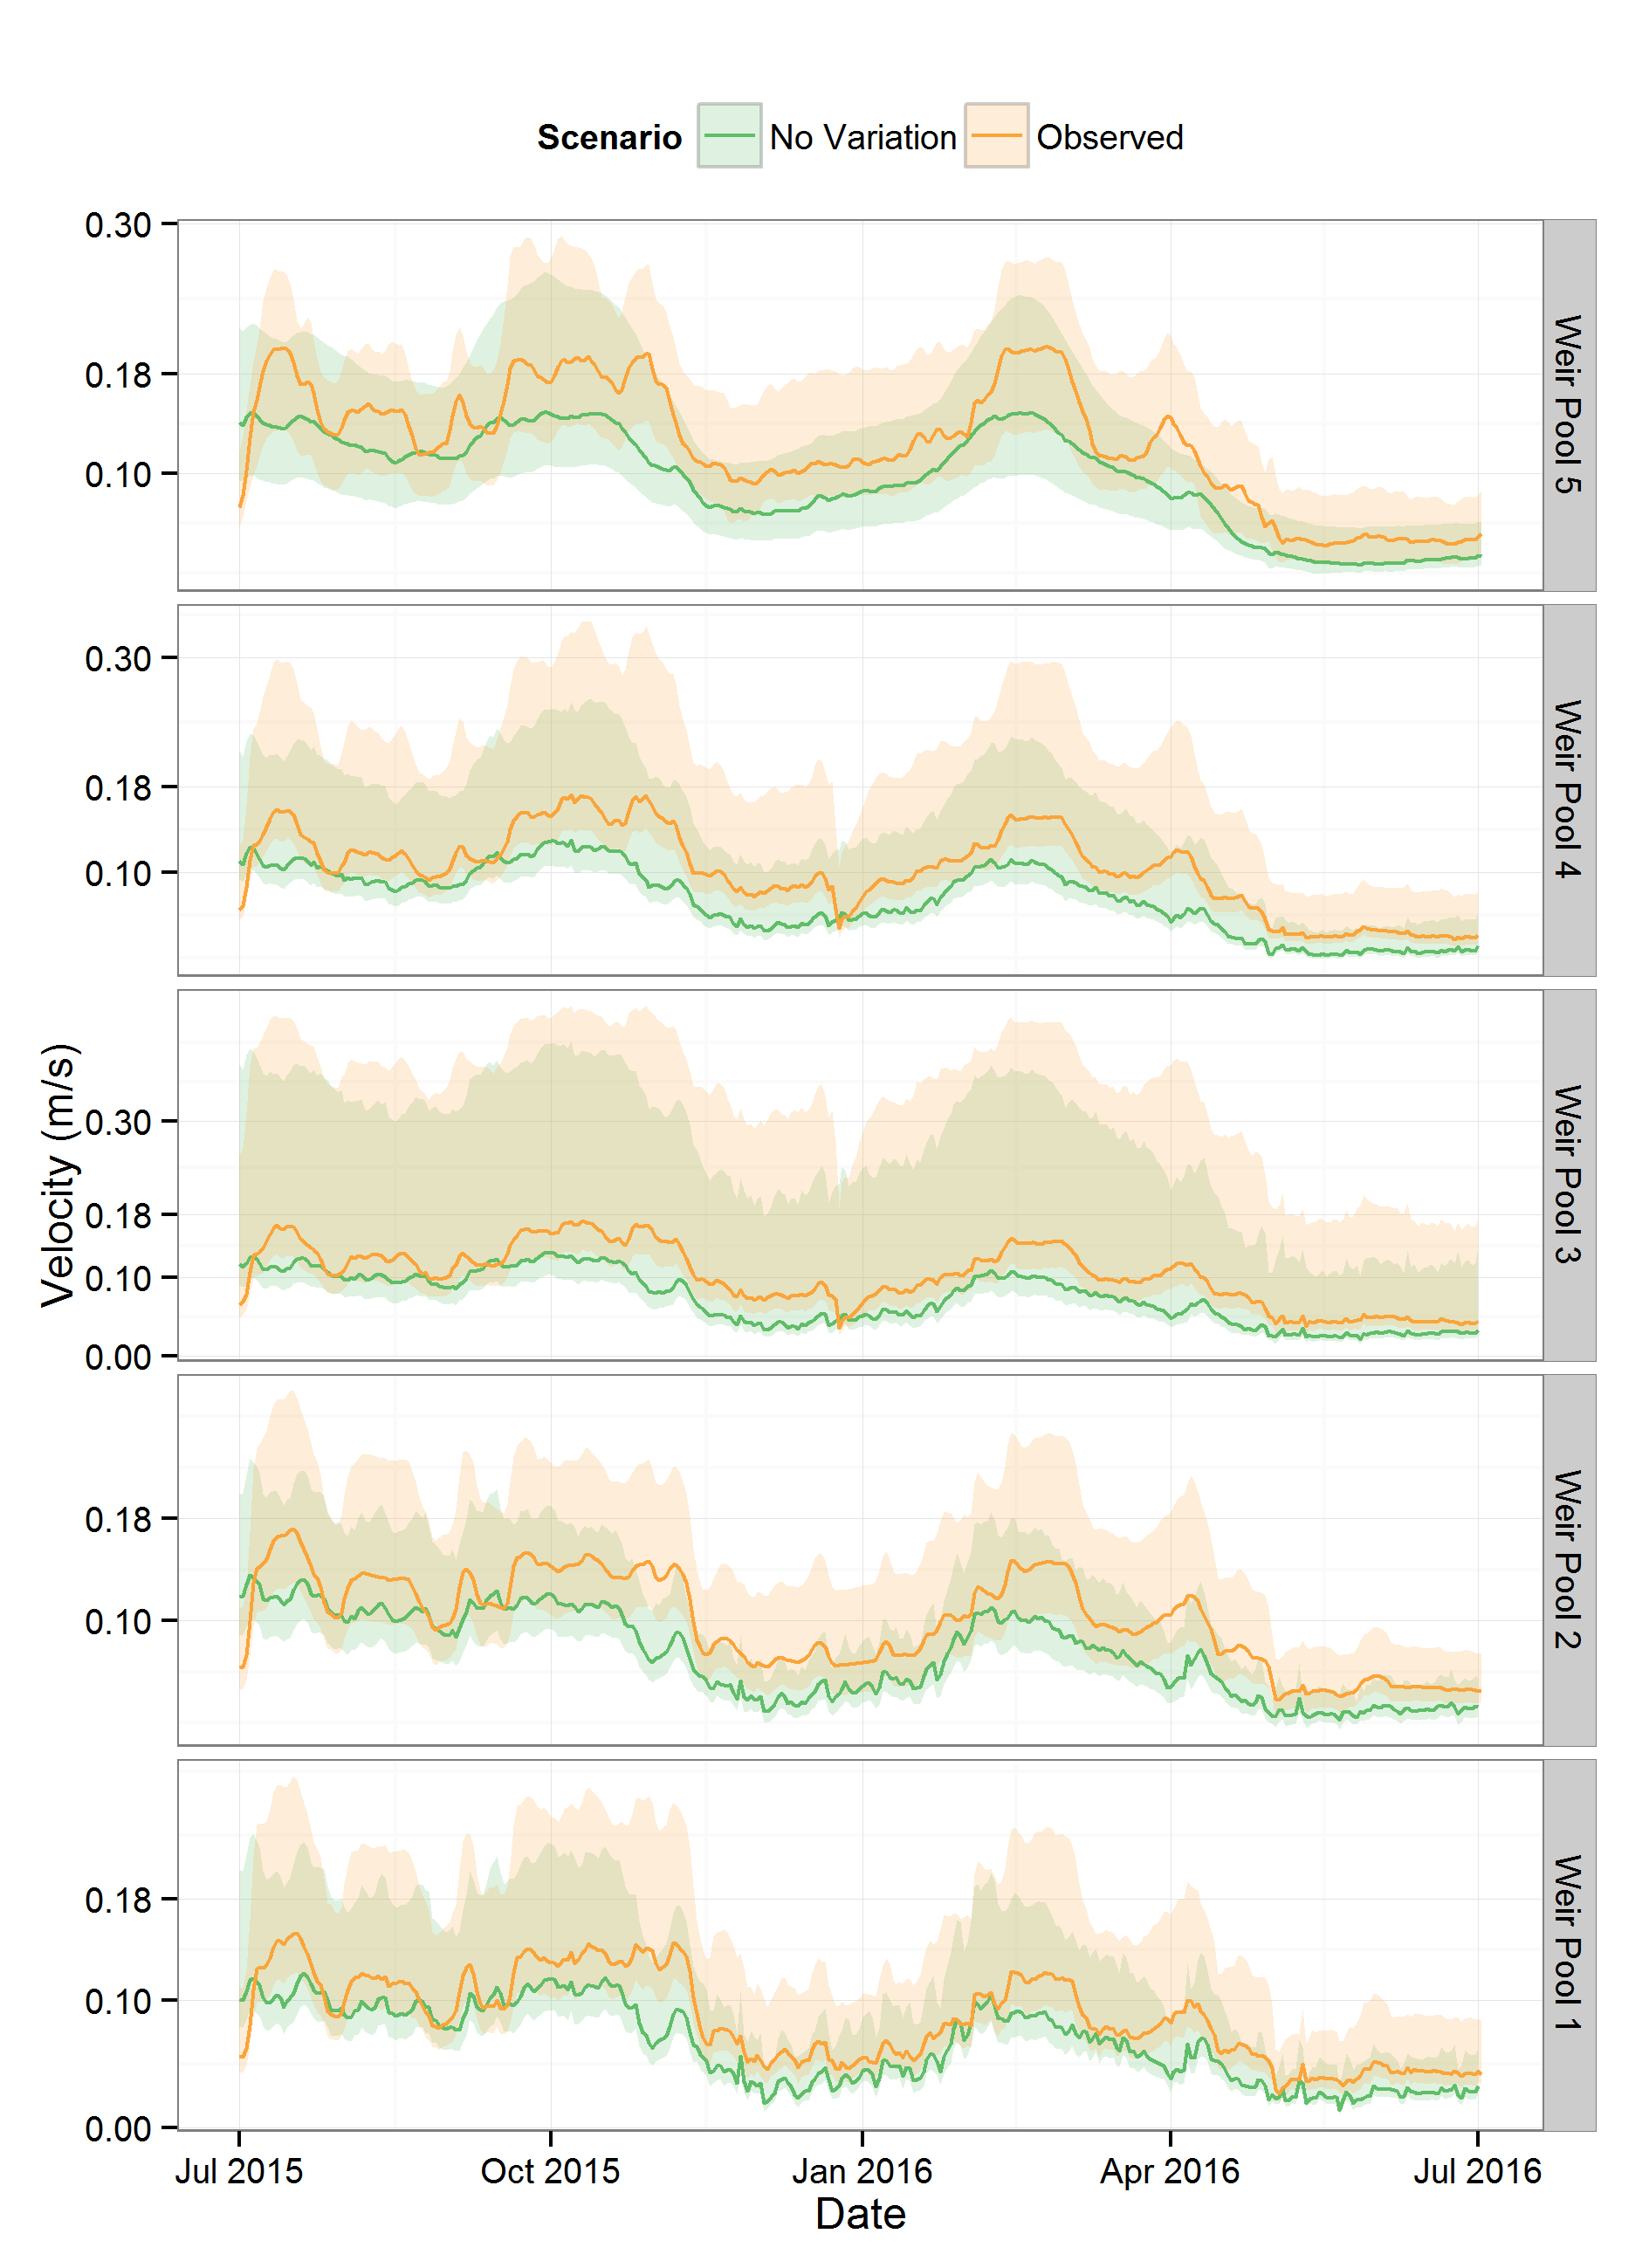 Scenario No Variation Observed
0.30
0.18
0.10
Weir Pool 5
0.30
0.18
0.10
Weir Pool 4
Velocity (m/s)
0.30
0.18
0.10
0.00
Weir Pool 3
0.18
0.10
Weir Pool 2
0.18
0.10
0.00
Weir Pool 1
Jul 2015 Oct 2015 Jan 2016 Apr 2016 Jul 2016
Date